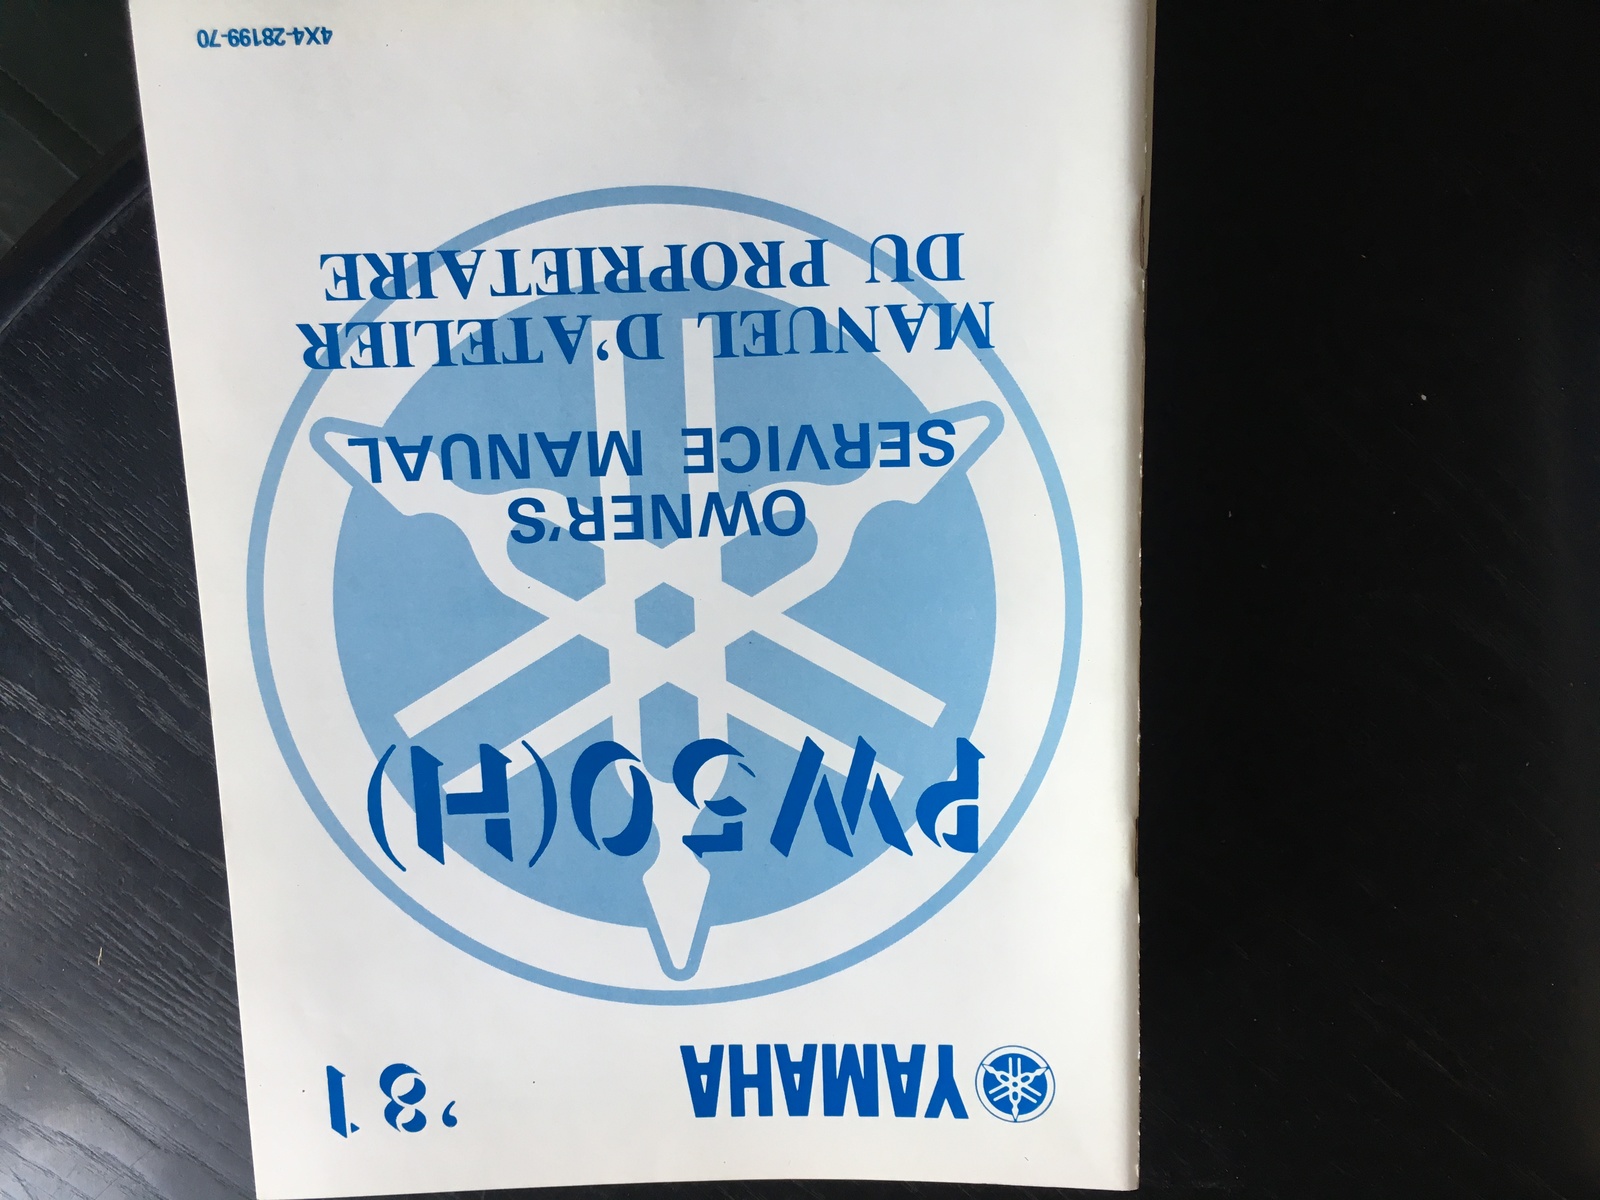 YAMAHA
'81
PW50(H)
OWNER'S
SERVICE MANUAL
MANUEL D'ATELIER
DU PROPRIETAIRE
4X4-28199-70